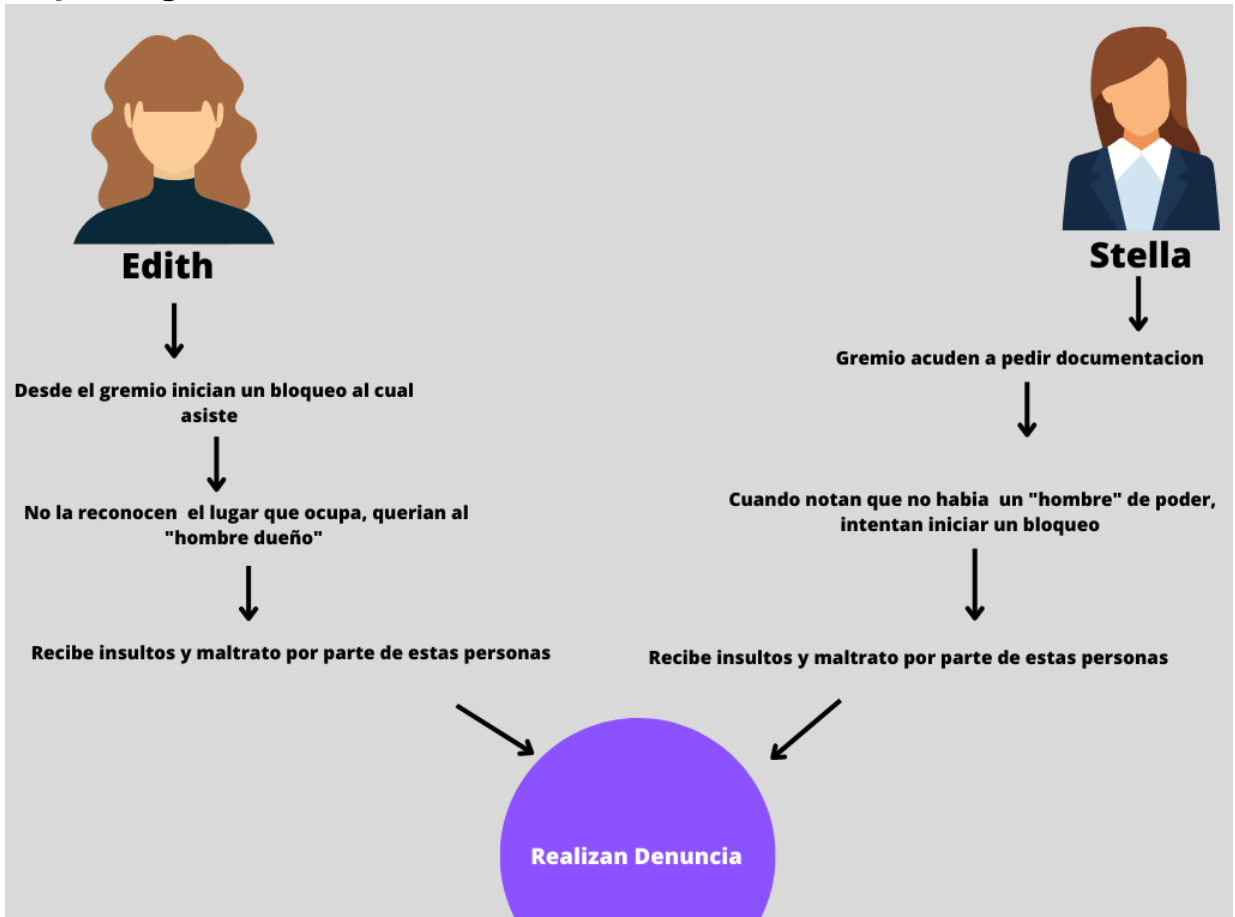 Edith
Desde el gremio inician un bloqueo al cual
asiste
No la reconocen el lugar que ocupa, querian al
"hombre dueño"
Recibe insultos y maltrato por parte de estas personas
Stella
Gremio acuden a pedir documentacion
Cuando notan que no habia un "hombre" de poder,
intentan iniciar un bloqueo
Recibe insultos y maltrato por parte de estas personas
Realizan Denuncia